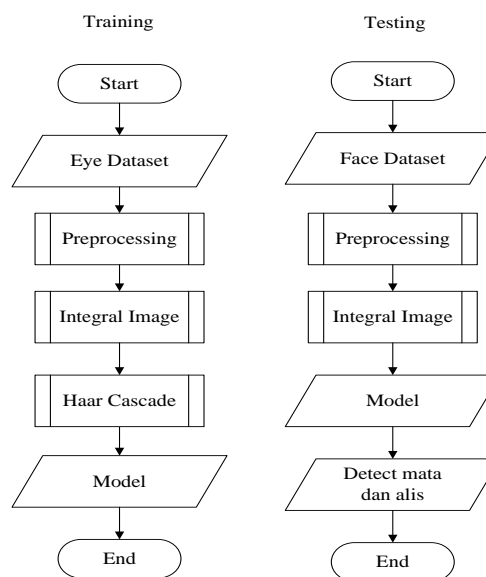 Training
Start
Eye Dataset
Preprocessing
Integral Image
Haar Cascade
Model
End
Testing
Start
Face Dataset
Preprocessing
Integral Image
Model
Detect mata
dan alis
End